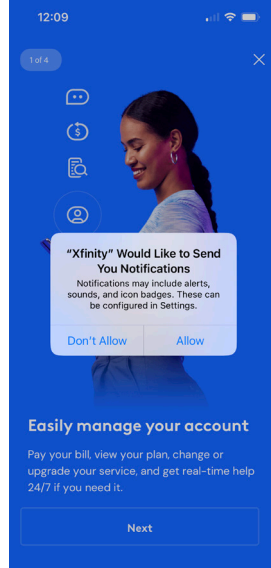 12:09
1 of 4
“Xfinity” Would Like to Send
You Notifications
Notifications may include alerts,
sounds, and icon badges. These can
be configured in Settings.
Don't Allow
Allow
Easily manage your account
Pay your bill, view your plan, change or
upgrade your service, and get real-time help
24/7 if you need it.
Next